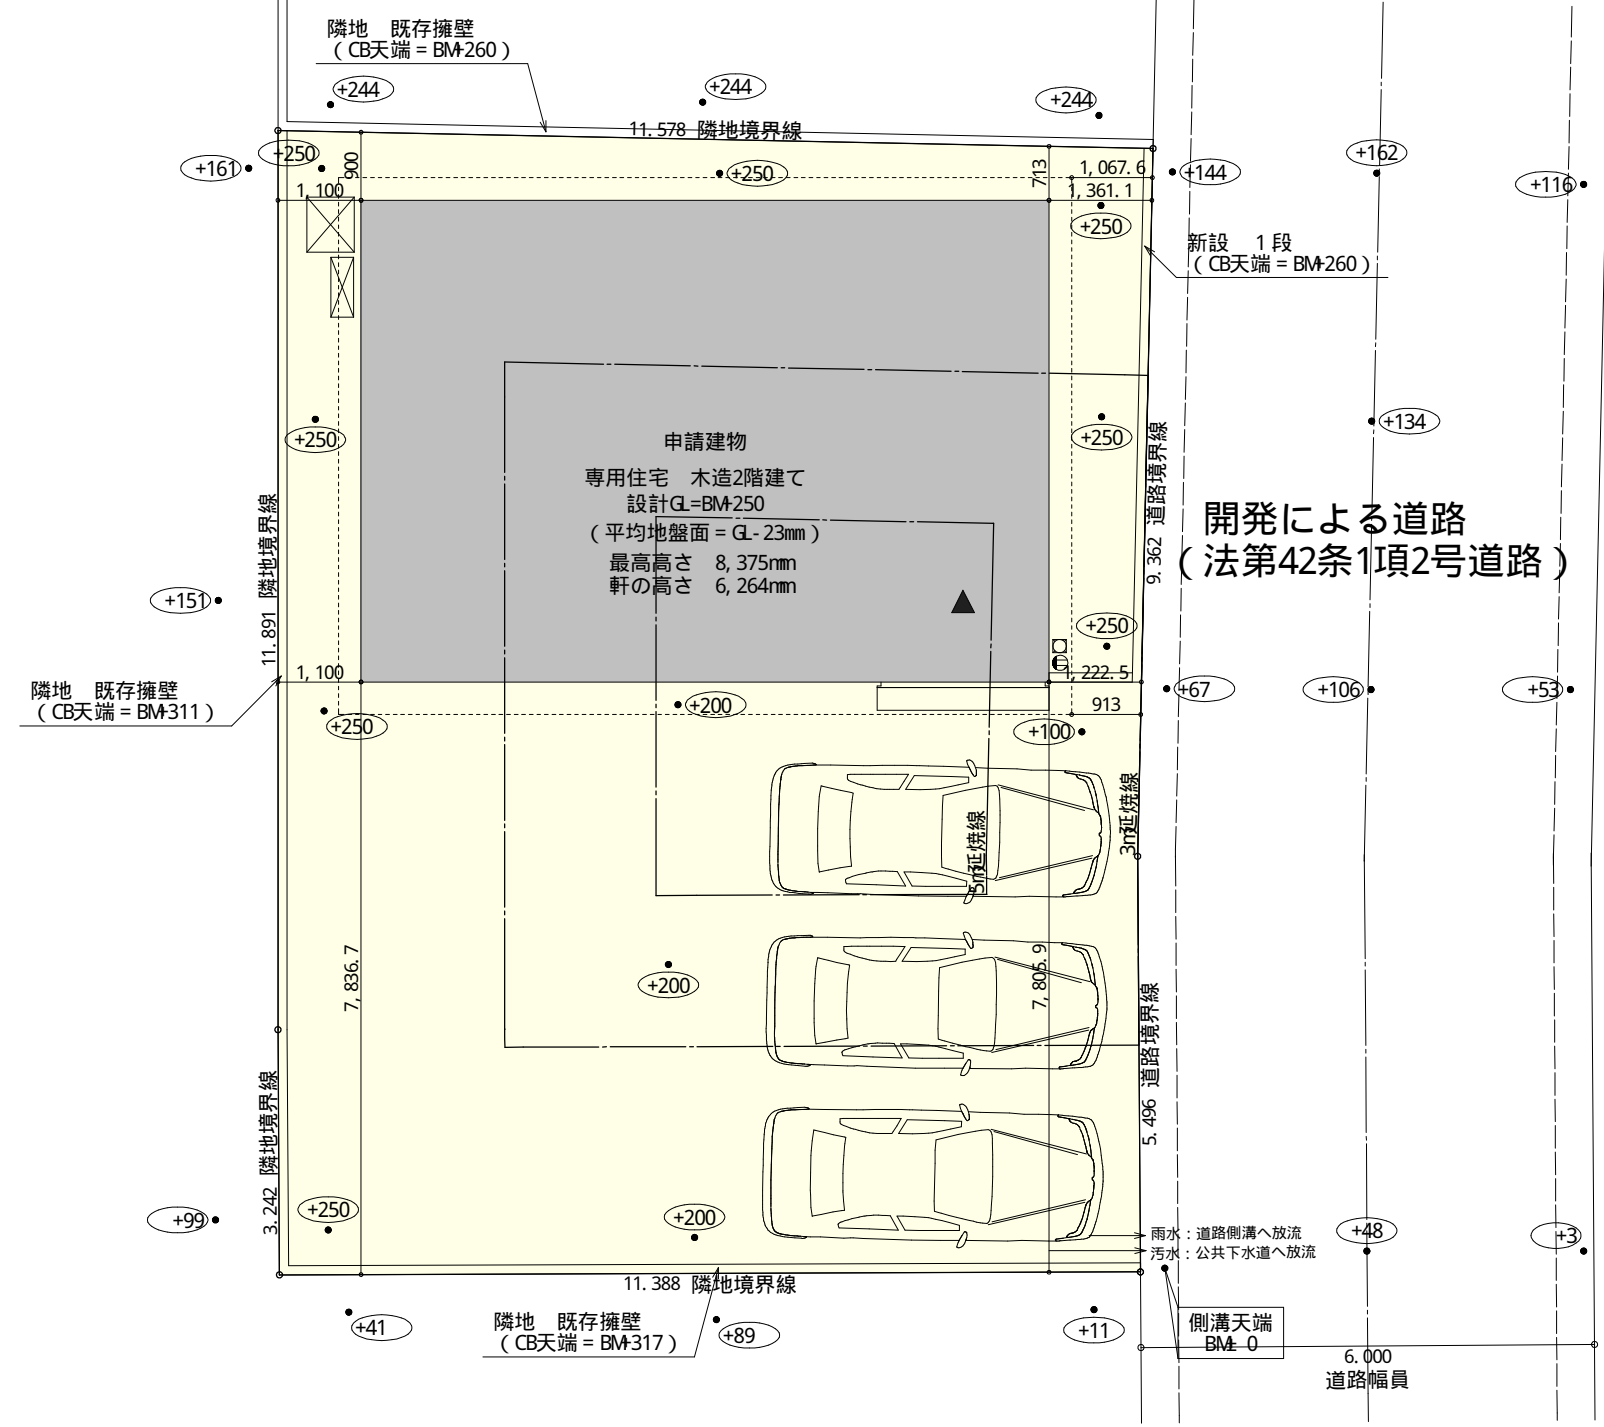 隣地　既存擁壁
（CB天端＝BM+260）
+244
+244
+244
11.578 隣地境界線
+250
+161
900
+250
713
1,067.6
+144
+162
+116
1,100
1,361.1
+250
新設　1段
（CB天端＝BM+260）
+250
+250
+134
申請建物
専用住宅　木造2階建て
設計GL=BM+250
（平均地盤面＝GL-23mm）
最高高さ　8,375mm
軒の高さ　6,264mm
11.891 隣地境界線
9.362 道路境界線
開発による道路
（法第42条1項2号道路）
+151
+250
1,100
1,222.5
+67
+106
+53
隣地　既存擁壁
（CB天端＝BM+311）
+250
+200
913
+100
3m延焼線
5m延焼線
7,836.7
+200
7,805.9
5.496 道路境界線
3.242 隣地境界線
+99
+250
+200
雨水：道路側溝へ放流
汚水：公共下水道へ放流
+48
+3
11.388 隣地境界線
+41
隣地　既存擁壁
（CB天端＝BM+317）
+89
+11
側溝天端
BM± 0
6.000
道路幅員